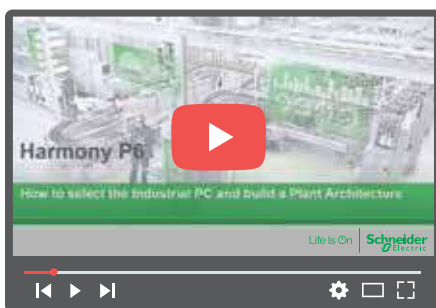 Harmony P6
How to select the Industrial PC and build a Plant Architecture
Life Is On
Schneider
Electric